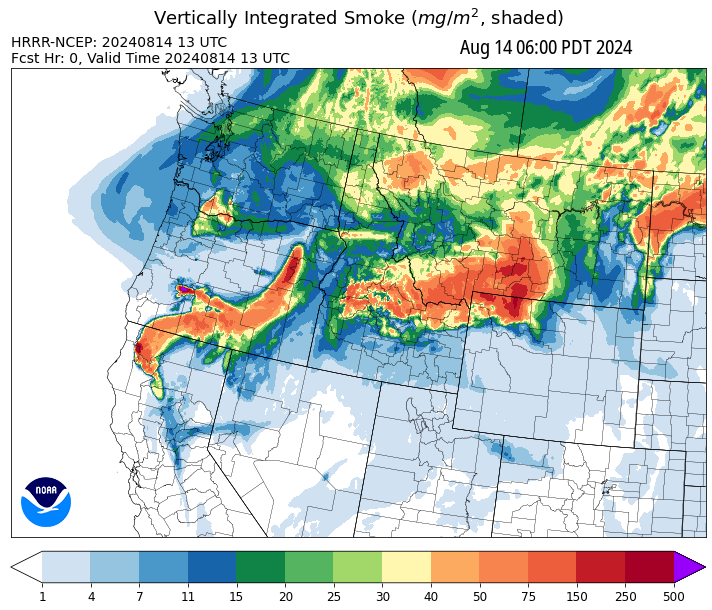 Vertically Integrated Smoke (mg/m², shaded)
HRRR-NCEP: 20240814 13 UTC
Aug 14 06:00 PDT 2024
Fcst Hr: 0, Valid Time 20240814 13 UTC
NOAA
1 4 7 11 15 20 25 30 40 50 75 150 250 500